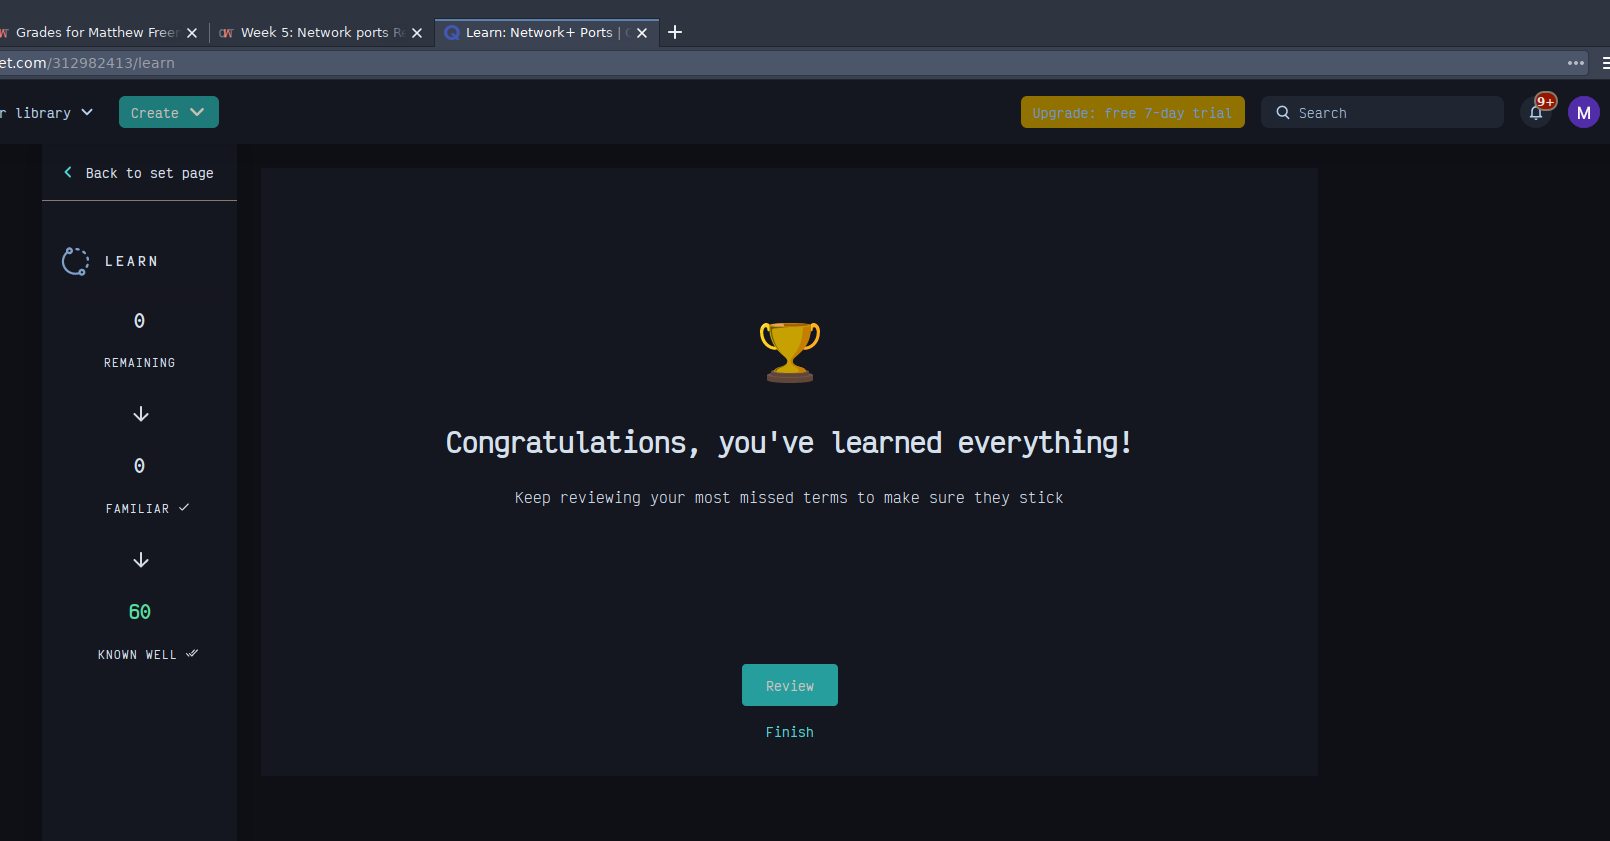 Grades for Matthew Freer
Week 5: Network ports R
Learn: Network+ Ports |
et.com/312982413/learn
r library
Create
Upgrade: free 7-day trial
Search
9+
M
Back to set page
LEARN
0
REMAINING
0
FAMILIAR
60
KNOWN WELL
Congratulations, you've learned everything!
Keep reviewing your most missed terms to make sure they stick
Review
Finish